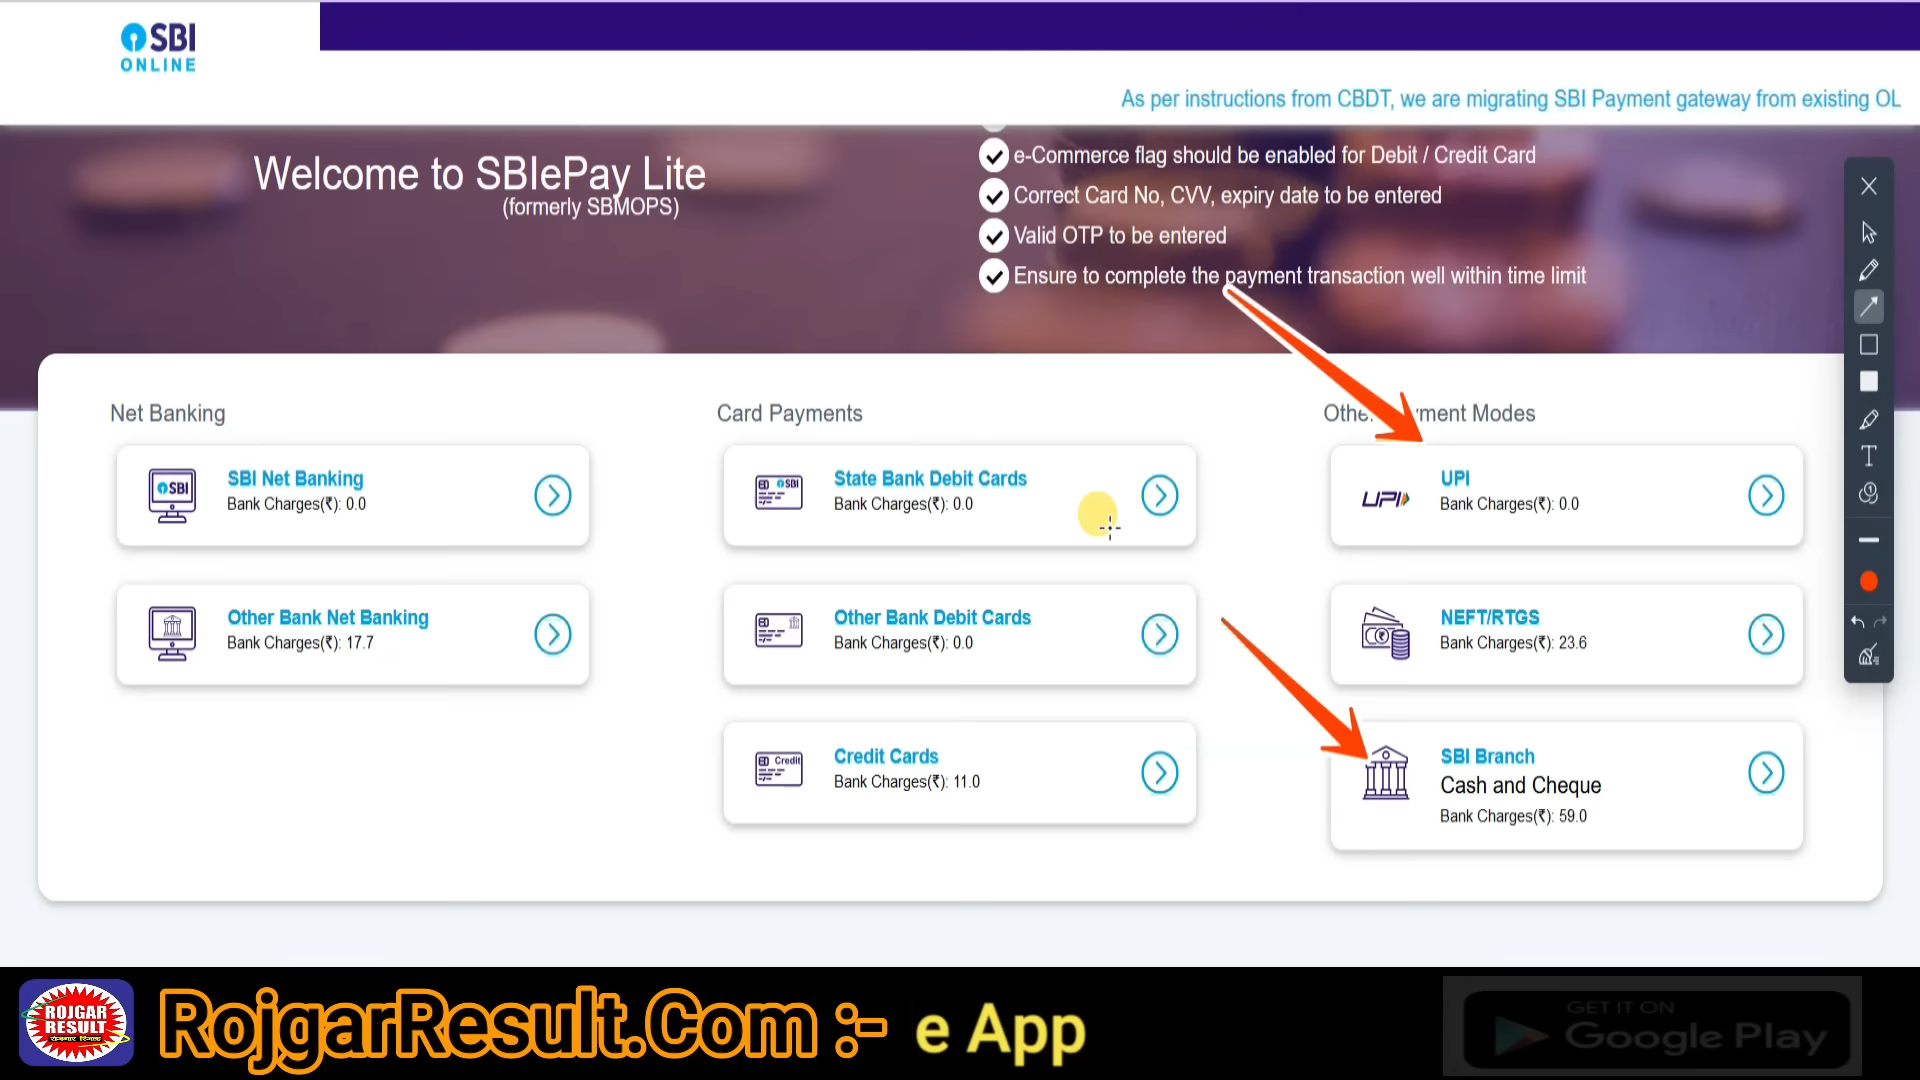 SBI
ONLINE
As per instructions from CBDT, we are migrating SBI Payment gateway from existing OL
Welcome to SBIePay Lite
(formerly SBMOPS)
e-Commerce flag should be enabled for Debit / Credit Card
Correct Card No, CVV, expiry date to be entered
Valid OTP to be entered
Ensure to complete the payment transaction well within time limit
Net Banking
SBI
SBI Net Banking
Bank Charges(₹): 0.0
Other Bank Net Banking
Bank Charges(₹): 17.7
Card Payments
SBI
State Bank Debit Cards
Bank Charges(₹): 0.0
Other Bank Debit Cards
Bank Charges(₹): 0.0
Credit
Credit Cards
Bank Charges(₹): 11.0
Modes
UPI
UPI
Bank Charges(₹): 0.0
NEFT/RTGS
Bank Charges(₹): 23.6
SBI Branch
Cash and Cheque
Bank Charges(₹): 59.0
ROJGAR
RESULT
रोजगार रिजल्ट
RojgarResult.Com :- e App
GET IT ON
Google Play